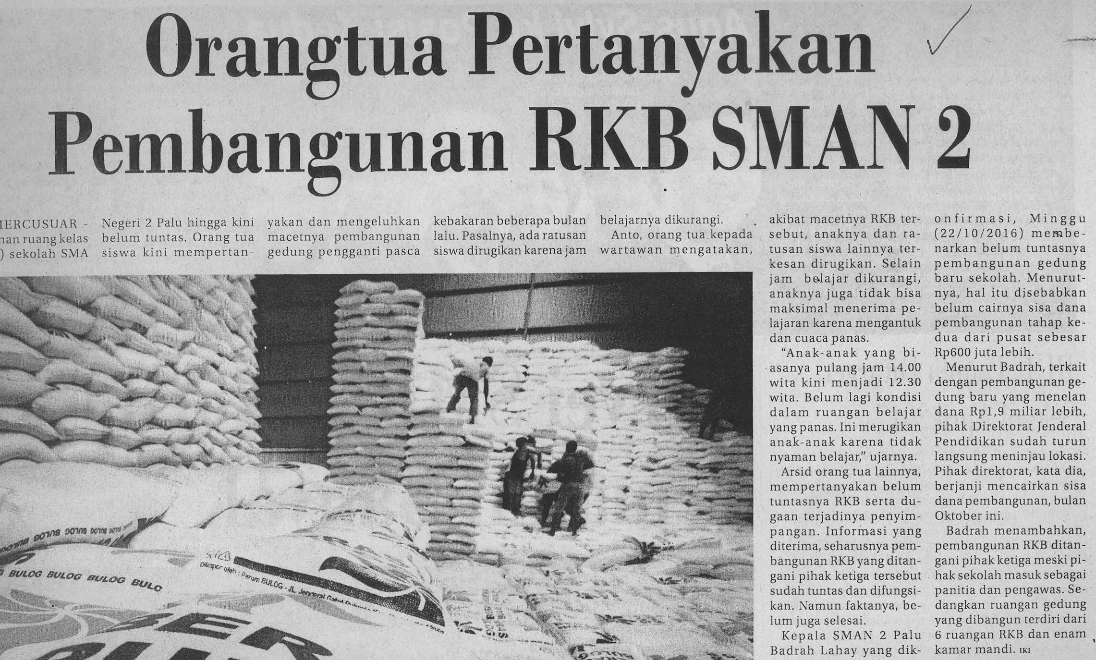 Orangtua Pertanyakan
Pembangunan RKB SMAN 2
MERCUSUAR -
ruang kelas
) sekolah SMA
Negeri 2 Palu hingga kini
belum tuntas. Orang tua
siswa kini mempertan-
yakan dan mengeluhkan
macetnya pembangunan
gedung pengganti pasca
kebakaran beberapa bulan
lalu. Pasalnya, ada ratusan
siswa dirugikan karena jam
belajarnya dikurangi.
Anto, orang tua kepada
wartawan mengatakan,
akibat macetnya RKB ter-
sebut, anaknya dan ra-
tusan siswa lainnya ter-
kesan dirugikan. Selain
jam belajar dikurangi,
anaknya juga tidak bisa
maksimal menerima pe-
lajaran karena mengantuk
dan cuaca panas.
"Anak-anak yang bi-
asanya pulang jam 14.00
wita kini menjadi 12.30
wita. Belum lagi kondisi
dalam ruangan belajar
yang panas. Ini merugikan
anak-anak karena tidak
nyaman belajar," ujarnya.
Arsid orang tua lainnya,
mempertanyakan belum
tuntasnya RKB serta du-
gaan terjadinya penyim-
pangan. Informasi yang
diterima, seharusnya pem-
bangunan RKB yang ditan-
gani pihak ketiga tersebut
sudah tuntas dan difungsi-
kan. Namun faktanya, be-
lum juga selesai.
Kepala SMAN 2 Palu
Badrah Lahay yang dik-
onfirmasi, Minggu
(22/10/2016) membe-
narkan belum tuntasnya
pembangunan gedung
baru sekolah. Menurut-
nya, hal itu disebabkan
belum cairnya sisa dana
pembangunan tahap ke-
dua dari pusat sebesar
Rp600 juta lebih.
Menurut Badrah, terkait
dengan pembangunan ge-
dung baru yang menelan
dana Rp1,9 miliar lebih,
pihak Direktorat Jenderal
Pendidikan sudah turun
langsung meninjau lokasi.
Pihak direktorat, kata dia,
berjanji mencairkan sisa
dana pembangunan, bulan
Oktober ini.
Badrah menambahkan,
pembangunan RKB ditan-
gani pihak ketiga meski pi-
hak sekolah masuk sebagai
panitia dan pengawas. Se-
dangkan ruangan gedung
yang dibangun terdiri dari
6 ruangan RKB dan enam
kamar mandi. IKI
BULOG BULOG BULOG BULOG
BULOG BULOG BULOG BULC
: Perum BULOG - JL. Jenderal Gatot
BER